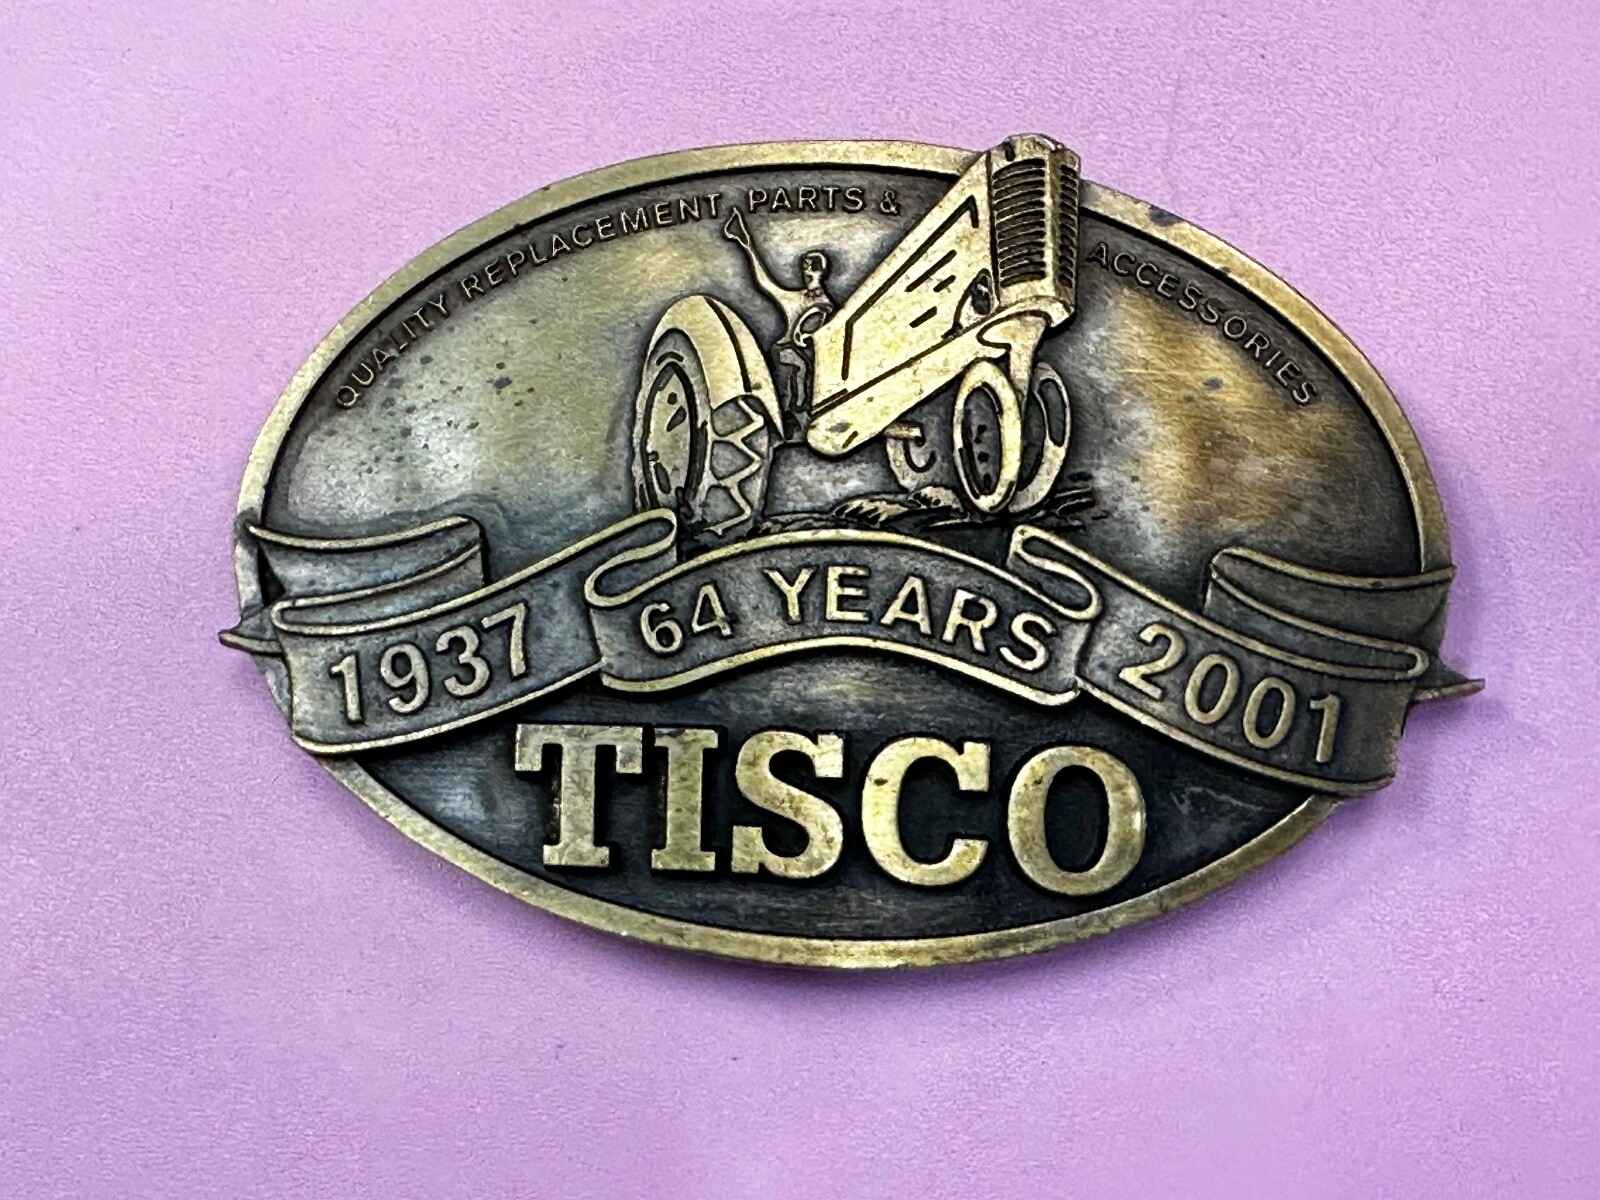 QUALITY REPLACEMENT PARTS & ACCESSORIES
1937 64 YEARS 2001
TISCO